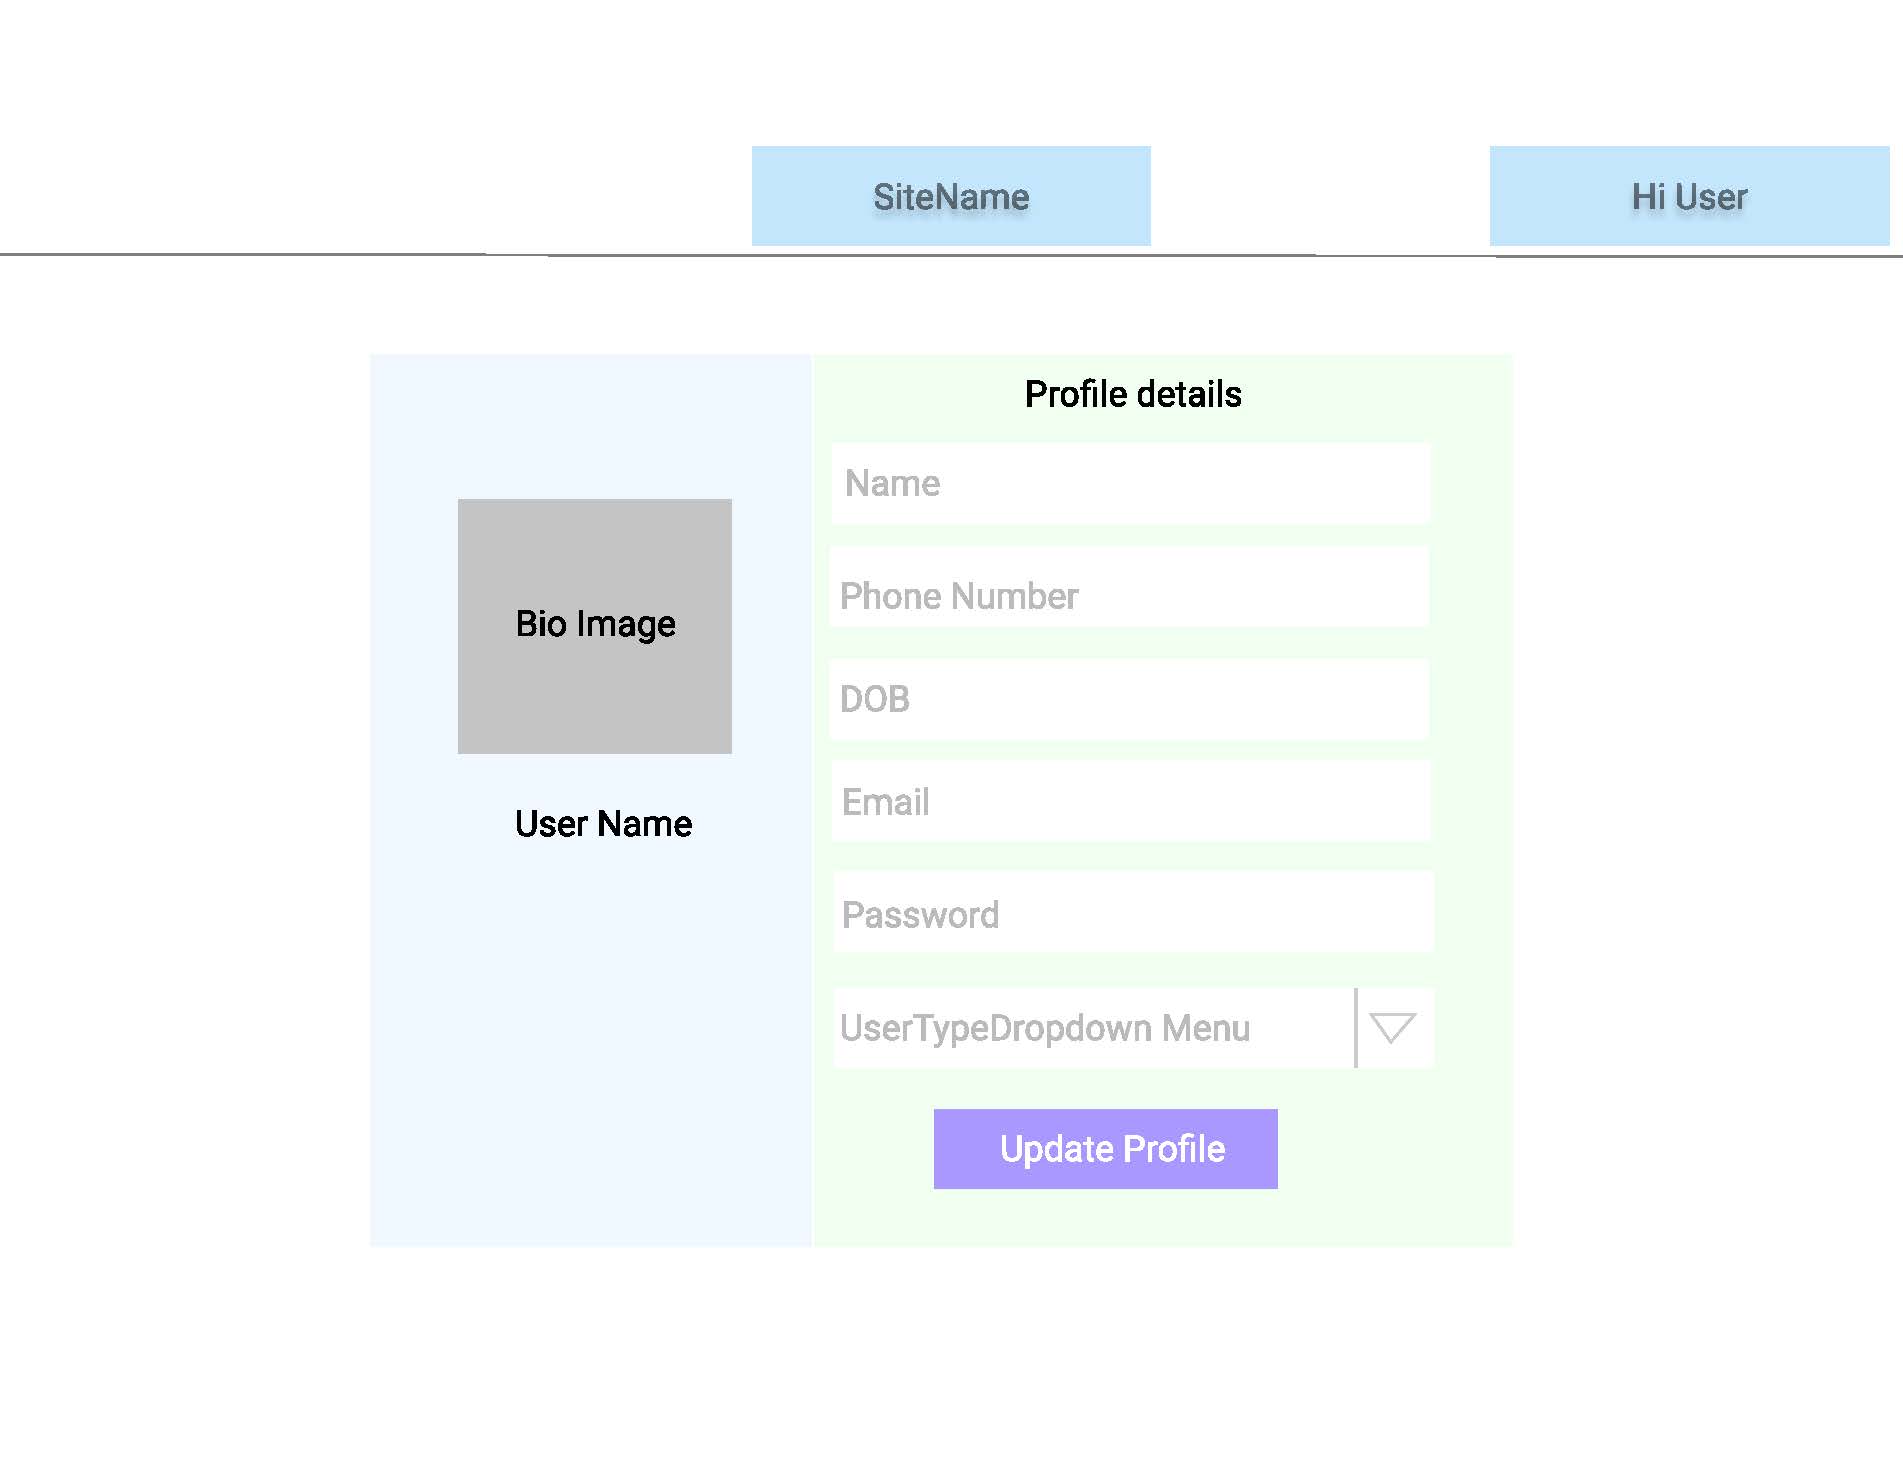 SiteName
Hi User
Profile details
Name
Bio Image
Phone Number
DOB
User Name
Email
Password
UserTypeDropdown Menu
Update Profile